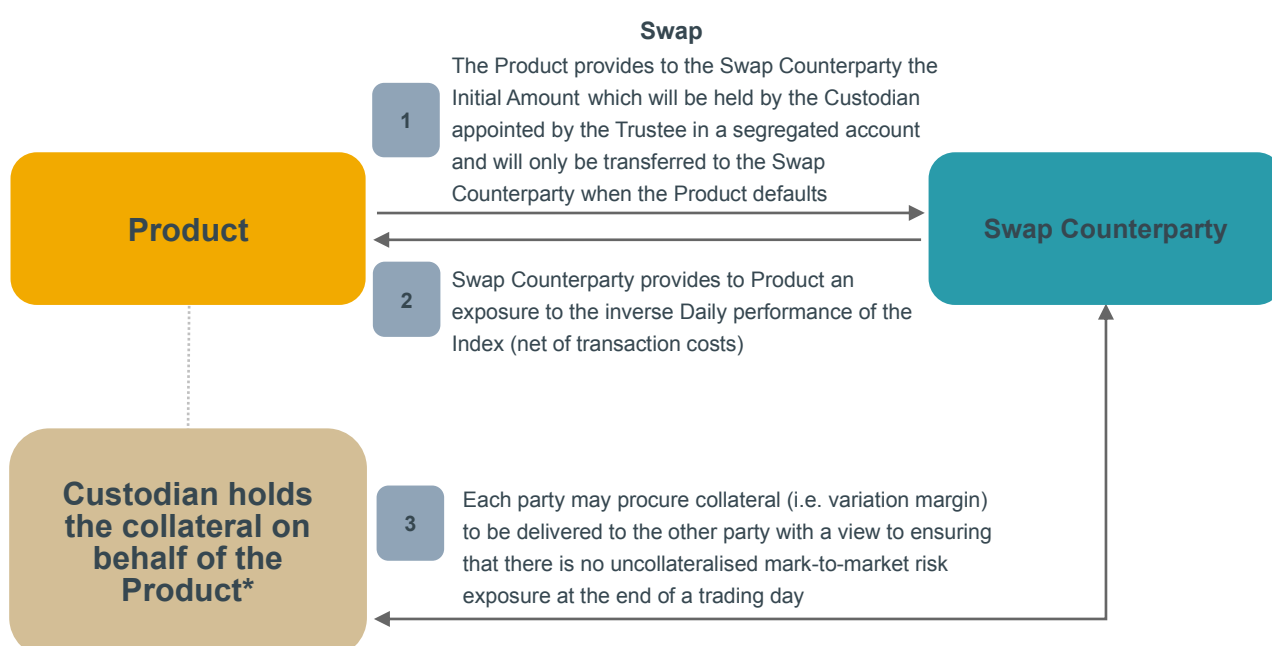 Swap
The Product provides to the Swap Counterparty the
Initial Amount which will be held by the Custodian
1
appointed by the Trustee in a segregated account
and will only be transferred to the Swap
Counterparty when the Product defaults
Product
Swap Counterparty
2
Swap Counterparty provides to Product an
exposure to the inverse Daily performance of the
Index (net of transaction costs)
Custodian holds
the collateral on
behalf of the
Product*
3
Each party may procure collateral (i.e. variation margin)
to be delivered to the other party with a view to ensuring
that there is no uncollateralised mark-to-market risk
exposure at the end of a trading day